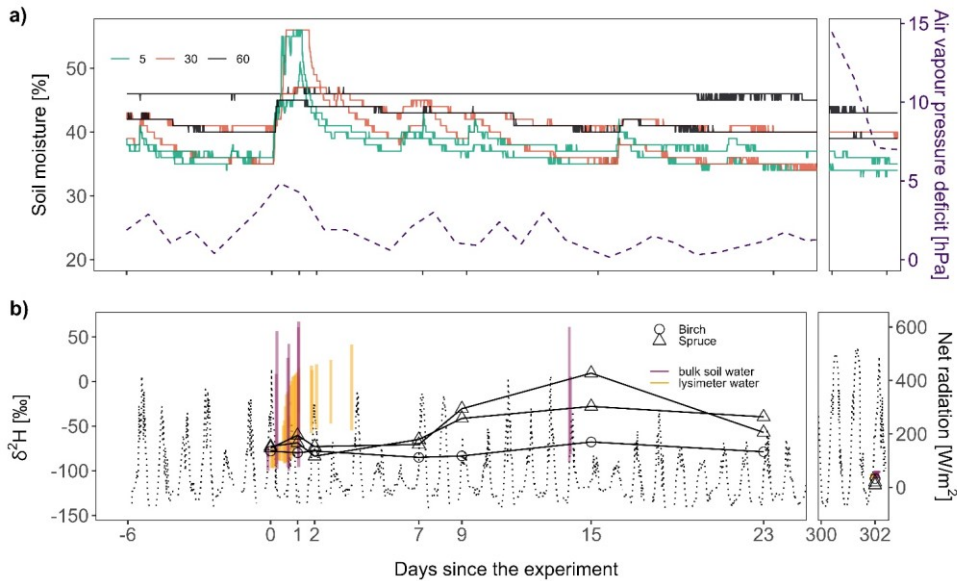 a)
Soil moisture [%]
50
40
30
20
5 30 60
15
10
5
0
Air vapour pressure deficit [hPa]
b)
δ²H [‰]
50
0
-50
-100
-150
Birch
Spruce
bulk soil water
lysimeter water
600
400
200
0
Net radiation [W/m²]
-6 0 1 2 7 9 15 23 300 302
Days since the experiment